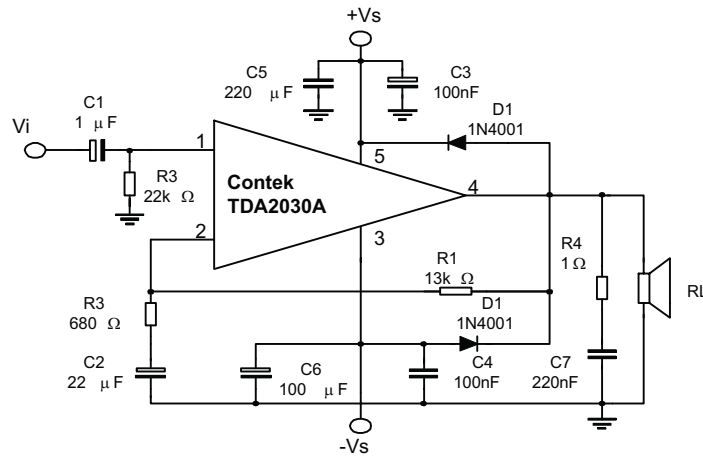 +Vs
C5
220 μF
C3
100nF
D1
1N4001
C1
1 μF
Vi
1
R3
22k Ω
Contek
TDA2030A
5
4
2
3
R1
13k Ω
R4
1Ω
RL
R3
680 Ω
D1
1N4001
C2
22 μF
C6
100 μF
C4
100nF
C7
220nF
-Vs